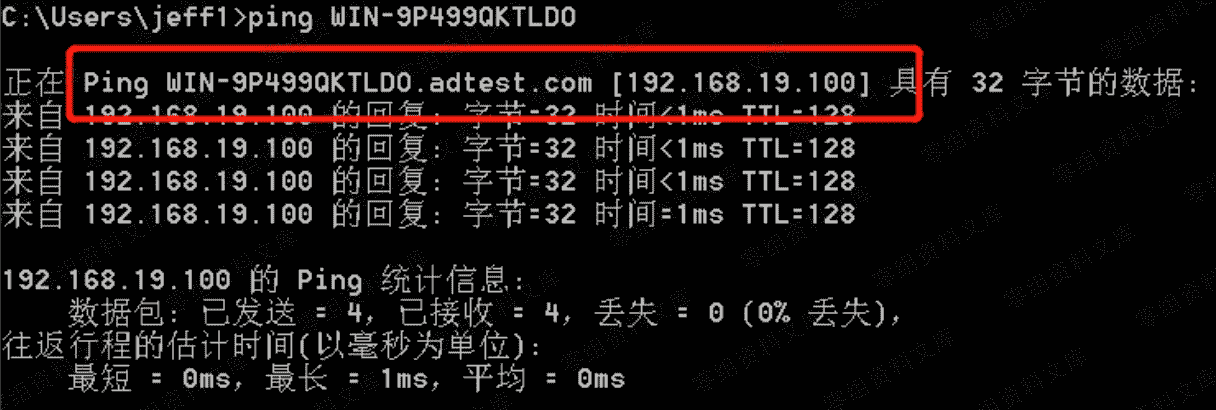 C:\Users\jeff1>ping WIN-9P499QKTLDO
正在 Ping WIN-9P499QKTLDO.adtest.com [192.168.19.100] 具有 32 字节的数据:
来自 192.168.19.100 的回复: 字节=32 时间<1ms TTL=128
来自 192.168.19.100 的回复: 字节=32 时间<1ms TTL=128
来自 192.168.19.100 的回复: 字节=32 时间<1ms TTL=128
来自 192.168.19.100 的回复: 字节=32 时间=1ms TTL=128
192.168.19.100 的 Ping 统计信息:
数据包: 已发送 = 4, 已接收 = 4, 丢失 = 0 (0% 丢失),
往返行程的估计时间(以毫秒为单位):
最短 = 0ms, 最长 = 1ms, 平均 = 0ms